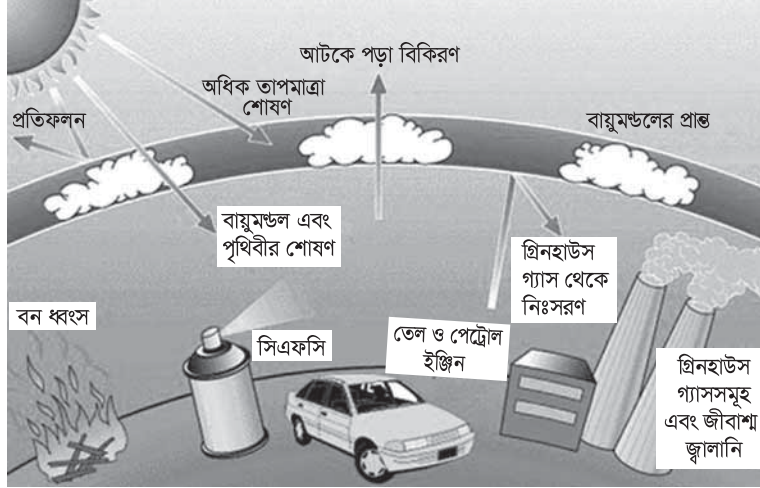 আটকে পড়া বিকিরণ
অধিক তাপমাত্রা
শোষণ
প্রতিফলন
বায়ুমন্ডলের প্রান্ত
বায়ুমণ্ডল এবং
পৃথিবীর শোষণ
গ্রিনহাউস
গ্যাস থেকে
নিঃসরণ
বন ধ্বংস
সিএফসি
তেল ও পেট্রোল
ইঞ্জিন
গ্রিনহাউস
গ্যাসসমূহ
এবং জীবাশ্ম
জ্বালানি